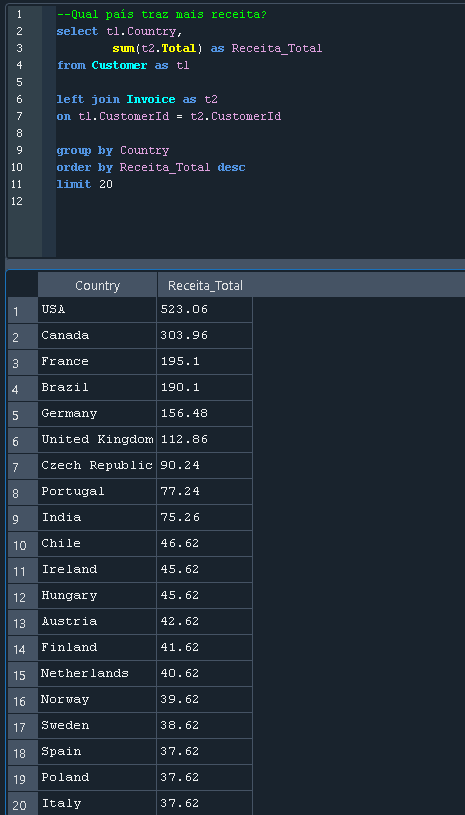 1 --Qual país traz mais receita?
2 select t1.Country,
3 sum(t2.Total) as Receita_Total
4 from Customer as t1
5
6 left join Invoice as t2
7 on t1.CustomerId = t2.CustomerId
8
9 group by Country
10 order by Receita_Total desc
11 limit 20
12
Country Receita_Total
1 USA 523.06
2 Canada 303.96
3 France 195.1
4 Brazil 190.1
5 Germany 156.48
6 United Kingdom 112.86
7 Czech Republic 90.24
8 Portugal 77.24
9 India 75.26
10 Chile 46.62
11 Ireland 45.62
12 Hungary 45.62
13 Austria 42.62
14 Finland 41.62
15 Netherlands 40.62
16 Norway 39.62
17 Sweden 38.62
18 Spain 37.62
19 Poland 37.62
20 Italy 37.62